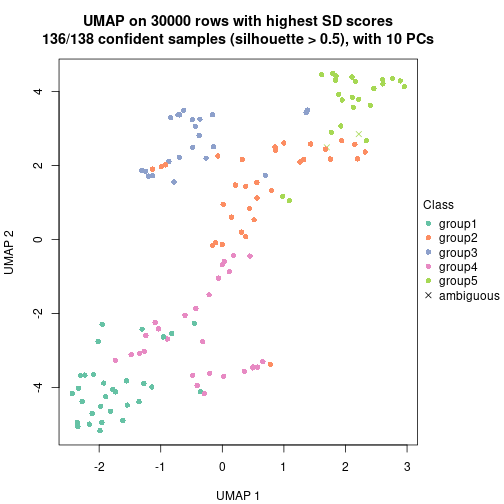 UMAP on 30000 rows with highest SD scores
136/138 confident samples (silhouette > 0.5), with 10 PCs
4
2
0
-2
-4
UMAP 2
-2
-1
0
1
2
3
UMAP 1
Class
group1
group2
group3
group4
group5
ambiguous